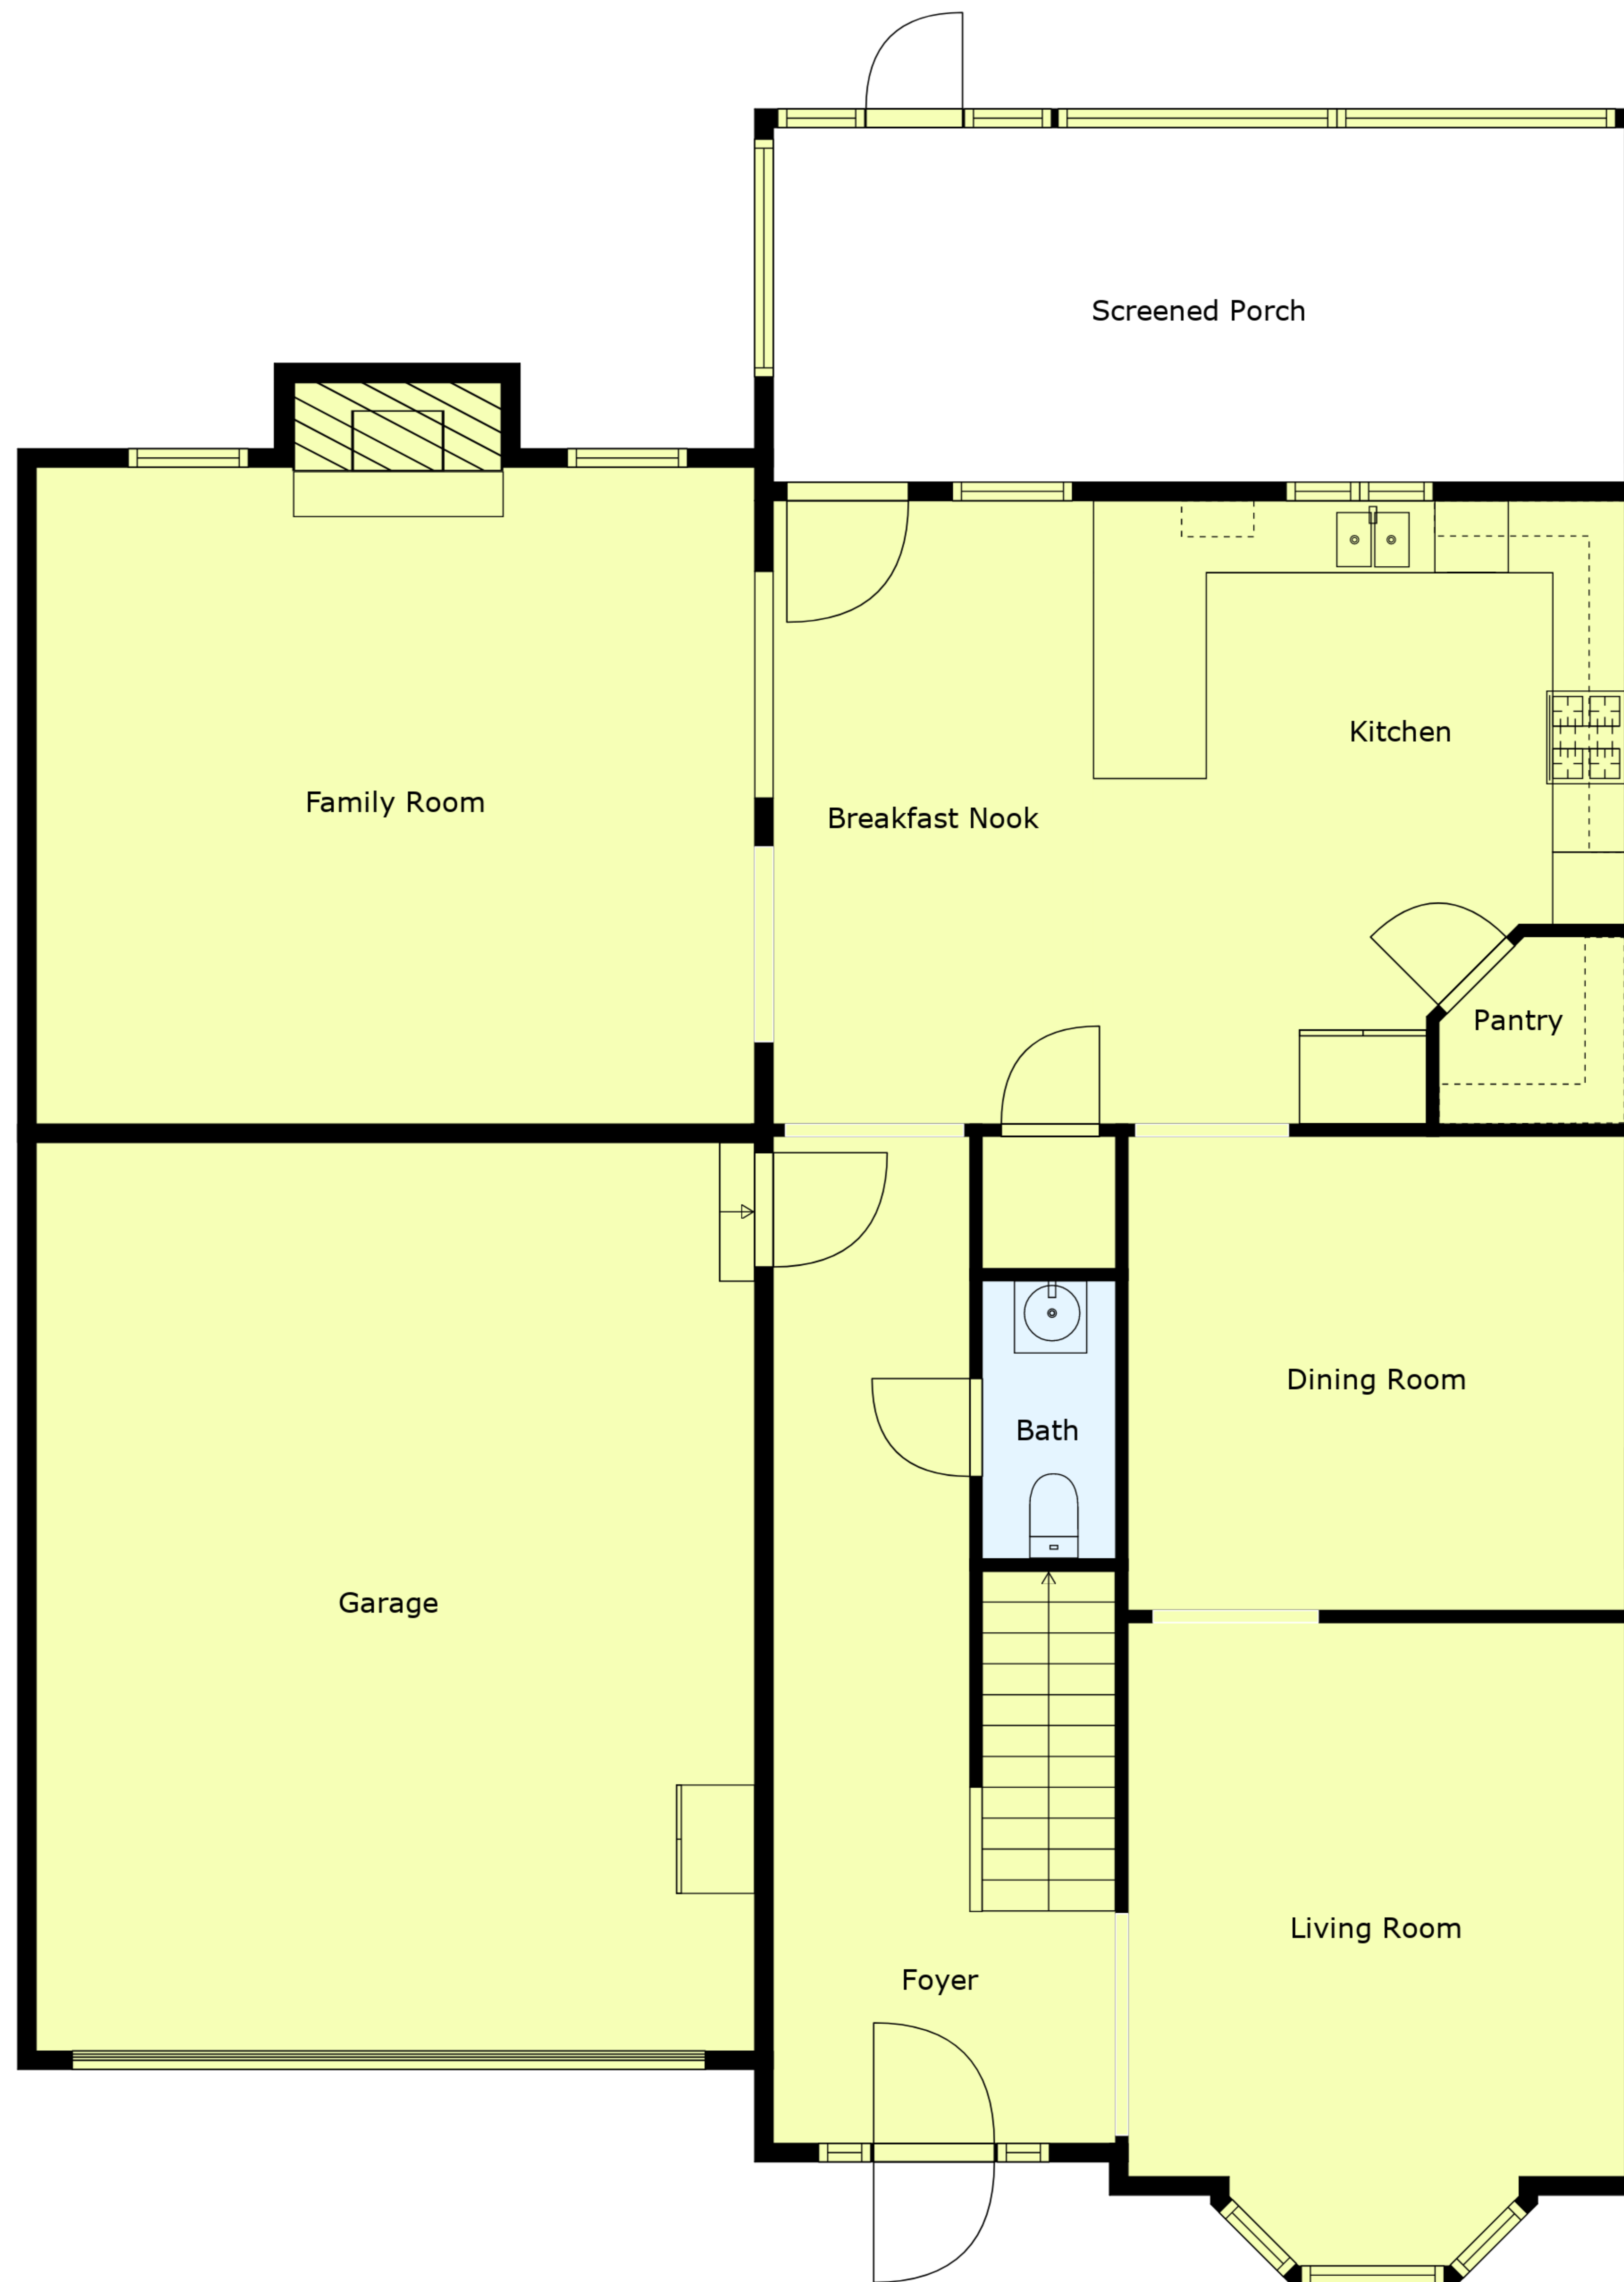 Screened Porch
Kitchen
Family Room
Breakfast Nook
Pantry
Dining Room
Bath
Garage
Living Room
Foyer